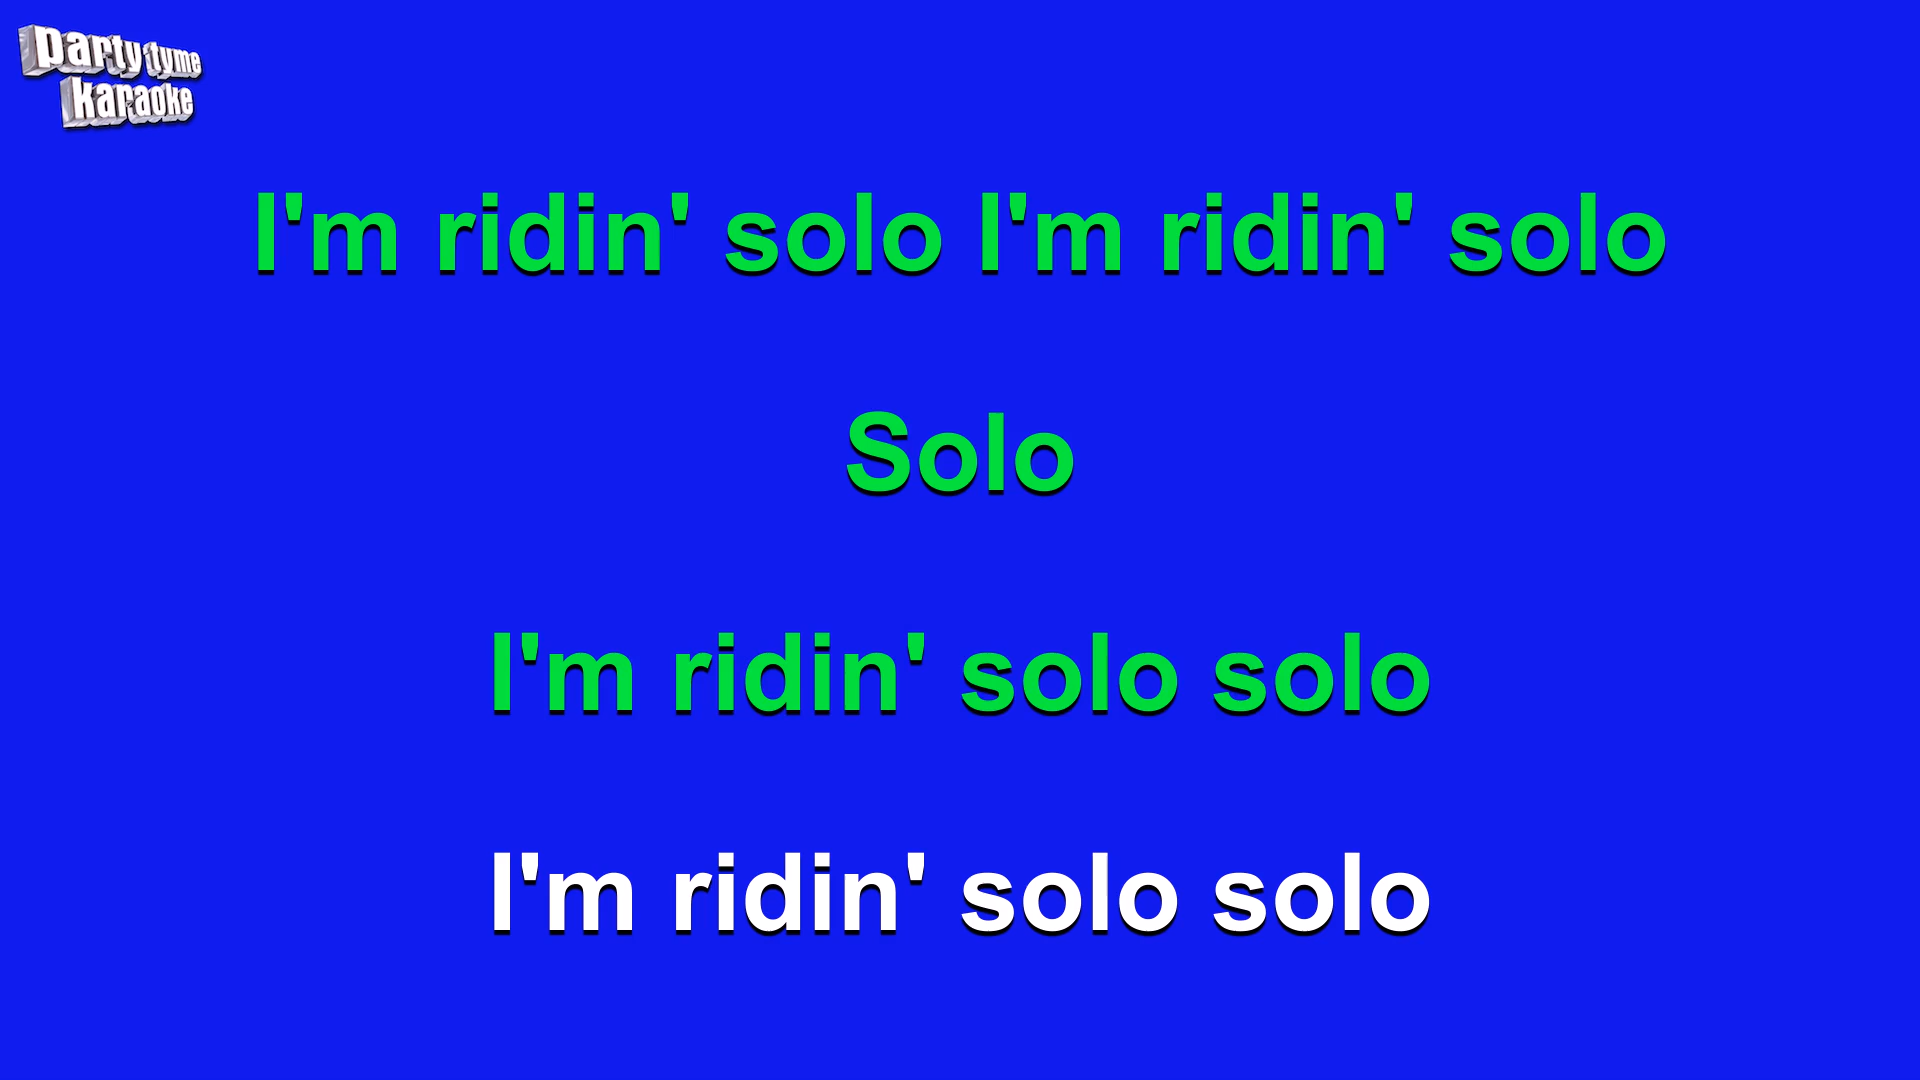 party tyme
karaoke
I'm ridin' solo I'm ridin' solo
Solo
I'm ridin' solo solo
I'm ridin' solo solo